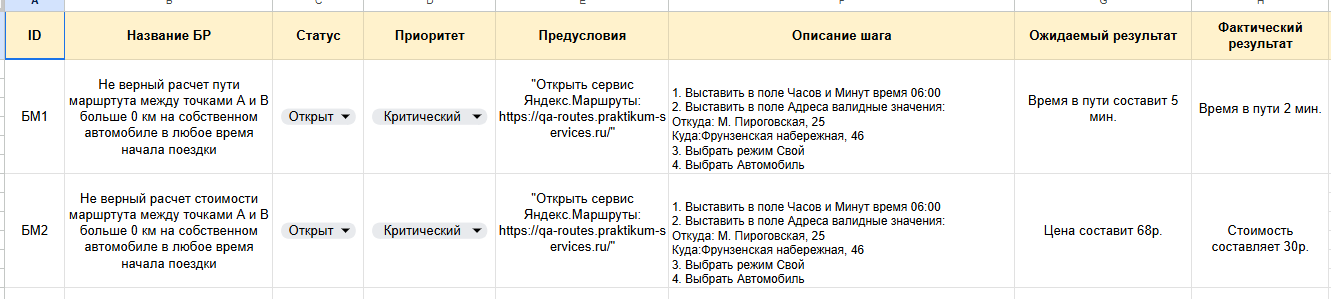 A B C D E F G H
ID Название БР Статус Приоритет Предусловия Описание шага Ожидаемый результат Фактический
результат
БМ1
Не верный расчет пути
маршртута между точками А и В
больше 0 км на собственном
автомобиле в любое время
начала поездки
Открыт
Критический
"Открыть сервис
Яндекс.Маршруты:
https://qa-routes.praktikum-s
ervices.ru/"
1. Выставить в поле Часов и Минут время 06:00
2. Выставить в поле Адреса валидные значения:
Откуда: М. Пироговская, 25
Куда:Фрунзенская набережная, 46
3. Выбрать режим Свой
4. Выбрать Автомобиль
Время в пути составит 5
мин.
Время в пути 2 мин.
БМ2
Не верный расчет стоимости
маршртута между точками А и В
больше 0 км на собственном
автомобиле в любое время
начала поездки
Открыт
Критический
"Открыть сервис
Яндекс.Маршруты:
https://qa-routes.praktikum-s
ervices.ru/"
1. Выставить в поле Часов и Минут время 06:00
2. Выставить в поле Адреса валидные значения:
Откуда: М. Пироговская, 25
Куда:Фрунзенская набережная, 46
3. Выбрать режим Свой
4. Выбрать Автомобиль
Цена составит 68р.
Стоимость
составляет 30р.